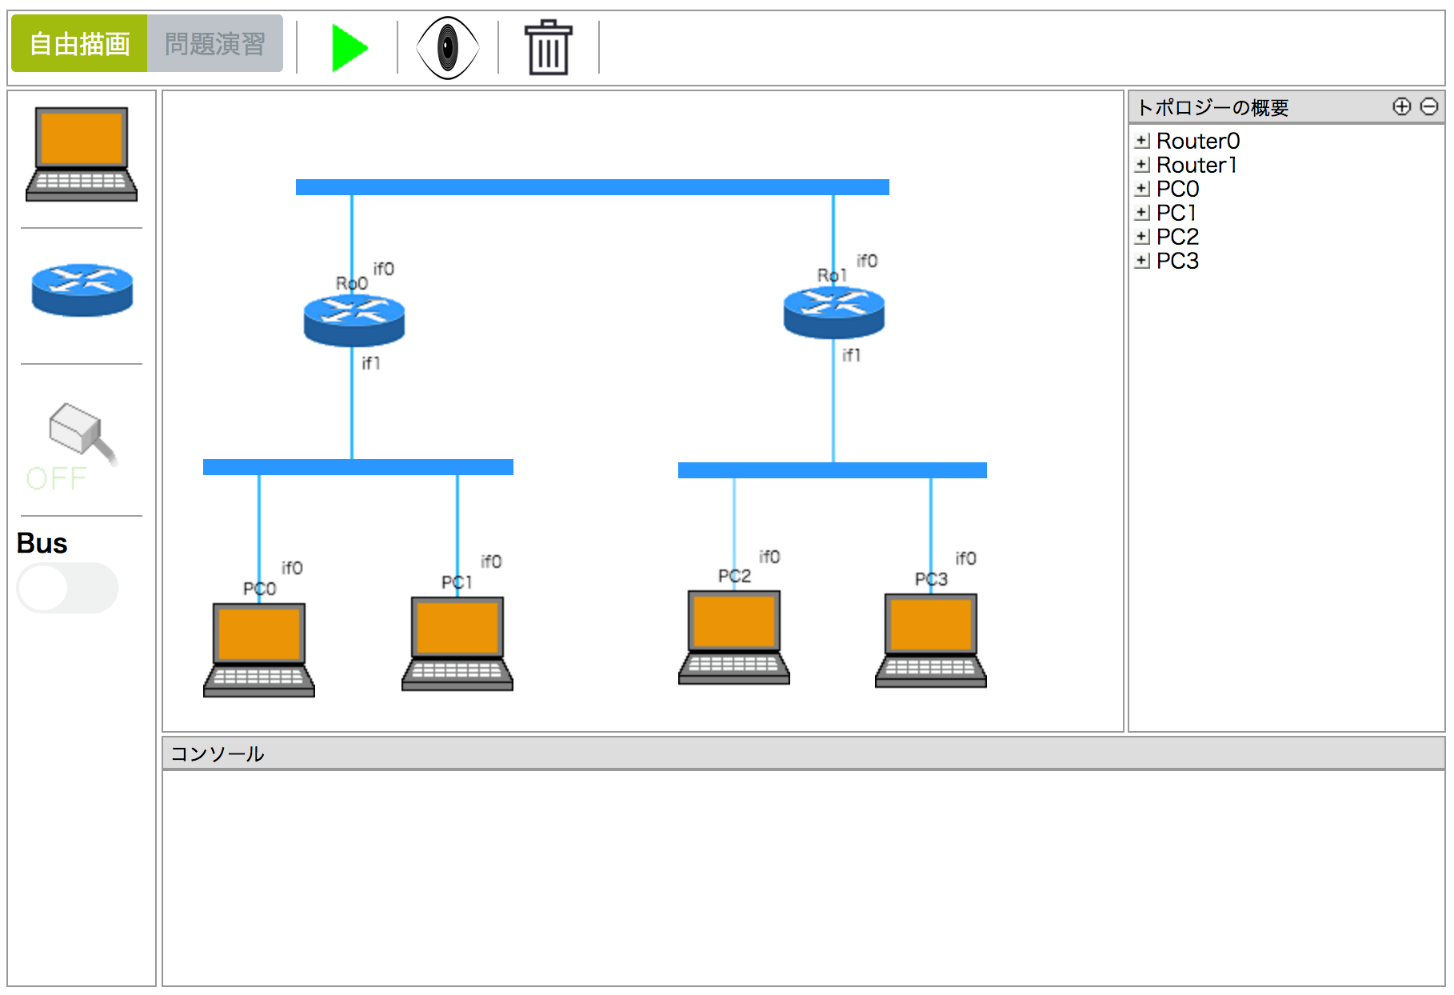 自由描画 問題演習
OFF
Bus
if0
Ro0
if1
if0
Ro1
if1
if0
PC0
if0
PC1
if0
PC2
if0
PC3
トポロジーの概要
Router0
Router1
PC0
PC1
PC2
PC3
コンソール